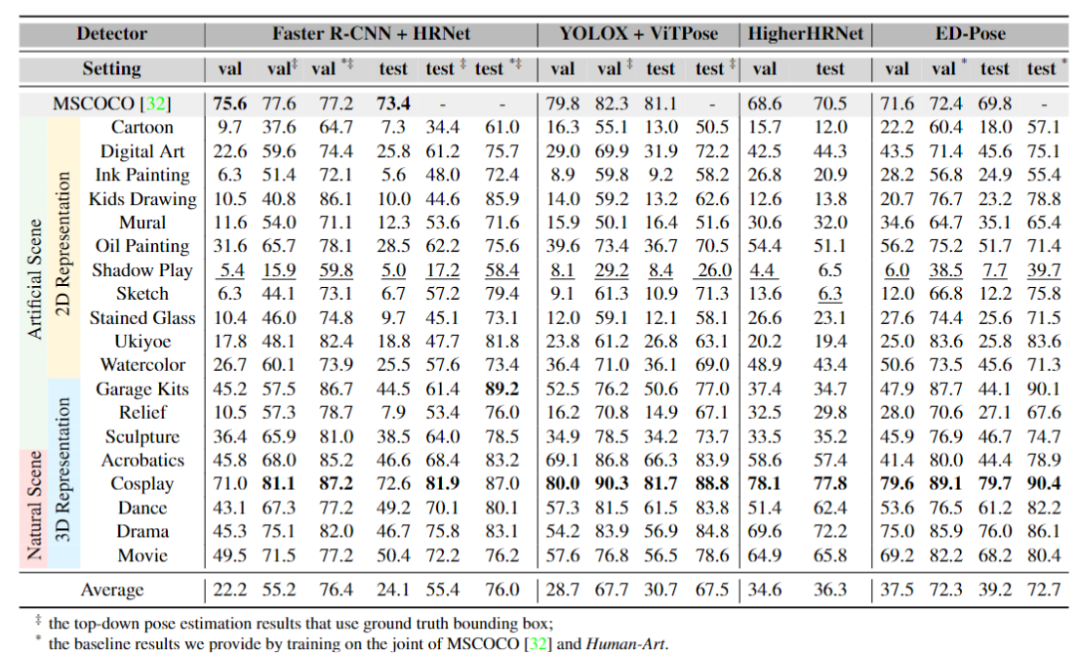 Detector Faster R-CNN + HRNet YOLOX + ViTPose HigherHRNet ED-Pose
Setting val val‡ val *‡ test test ‡ test *‡ val val ‡ test test ‡ val test val val * test test *
MSCOCO [32] 75.6 77.6 77.2 73.4 - - 79.8 82.3 81.1 - 68.6 70.5 71.6 72.4 69.8 -
Artificial Scene
2D Representation
Cartoon 9.7 37.6 64.7 7.3 34.4 61.0 16.3 55.1 13.0 50.5 15.7 12.0 22.2 60.4 18.0 57.1
Digital Art 22.6 59.6 74.4 25.8 61.2 75.7 29.0 69.9 31.9 72.2 42.5 44.3 43.5 71.4 45.6 75.1
Ink Painting 6.3 51.4 72.1 5.6 48.0 72.4 8.9 59.8 9.2 58.2 26.8 20.9 28.2 56.8 24.9 55.4
Kids Drawing 10.5 40.8 86.1 10.0 44.6 85.9 14.0 59.2 13.2 62.6 12.6 13.8 20.7 76.7 23.2 78.8
Mural 11.6 54.0 71.1 12.3 53.6 71.6 15.9 50.1 16.4 51.6 30.6 32.0 34.6 64.7 35.1 65.4
Oil Painting 31.6 65.7 78.1 28.5 62.2 75.6 39.6 73.4 36.7 70.5 54.4 51.1 56.2 75.2 51.7 71.4
Shadow Play 5.4 15.9 59.8 5.0 17.2 58.4 8.1 29.2 8.4 26.0 4.4 6.5 6.0 38.5 7.7 39.7
Sketch 6.3 44.1 73.1 6.7 57.2 79.4 9.1 61.3 10.9 71.3 13.6 6.3 12.0 66.8 12.2 75.8
Stained Glass 10.4 46.0 74.8 9.7 45.1 73.1 12.0 59.1 12.1 58.1 26.6 23.1 27.6 74.4 25.6 71.5
Ukiyoe 17.8 48.1 82.4 18.8 47.7 81.8 23.8 61.2 26.8 63.1 20.2 19.4 25.0 83.6 25.8 83.6
Watercolor 26.7 60.1 73.9 25.5 57.6 73.4 36.4 71.0 36.1 69.0 48.9 43.4 50.6 73.5 45.6 71.3
3D Representation
Garage Kits 45.2 57.5 86.7 44.5 61.4 89.2 52.5 76.2 50.6 77.0 37.4 34.7 47.9 87.7 44.1 90.1
Relief 10.5 57.3 78.7 7.9 53.4 76.0 16.2 70.8 14.9 67.1 32.5 29.8 28.0 70.6 27.1 67.6
Sculpture 36.4 65.9 81.0 38.5 64.0 78.5 34.9 78.5 34.2 73.7 33.5 35.2 45.9 76.9 46.7 74.7
Natural Scene
Acrobatics 45.8 68.0 85.2 46.6 68.4 83.2 69.1 86.8 66.3 83.9 58.6 57.4 41.4 80.0 44.4 78.9
Cosplay 71.0 81.1 87.2 72.6 81.9 87.0 80.0 90.3 81.7 88.8 78.1 77.8 79.6 89.1 79.7 90.4
Dance 43.1 67.3 77.2 49.2 70.1 80.1 57.3 81.5 61.5 83.8 51.4 62.4 53.6 76.5 61.2 82.2
Drama 45.3 75.1 82.0 46.7 75.8 83.1 54.2 83.9 56.9 84.8 69.6 72.2 75.0 85.9 76.0 86.1
Movie 49.5 71.5 77.2 50.4 72.2 76.2 57.6 76.8 56.5 78.6 64.9 65.8 69.2 82.2 68.2 80.4
Average 22.2 55.2 76.4 24.1 55.4 76.0 28.7 67.7 30.7 67.5 34.6 36.3 37.5 72.3 39.2 72.7
‡ the top-down pose estimation results that use ground truth bounding box;
* the baseline results we provide by training on the joint of MSCOCO [32] and Human-Art.